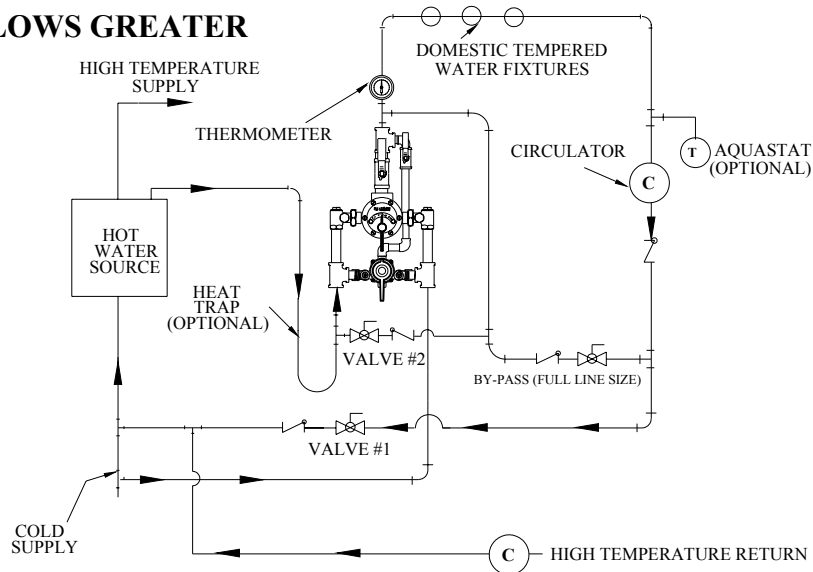 LOWS GREATER
HIGH TEMPERATURE
SUPPLY
DOMESTIC TEMPERED
WATER FIXTURES
THERMOMETER
CIRCULATOR
T
AQUASTAT
(OPTIONAL)
C
HOT
WATER
SOURCE
HEAT
TRAP
(OPTIONAL)
VALVE #2
BY-PASS (FULL LINE SIZE)
VALVE #1
COLD
SUPPLY
C
HIGH TEMPERATURE RETURN